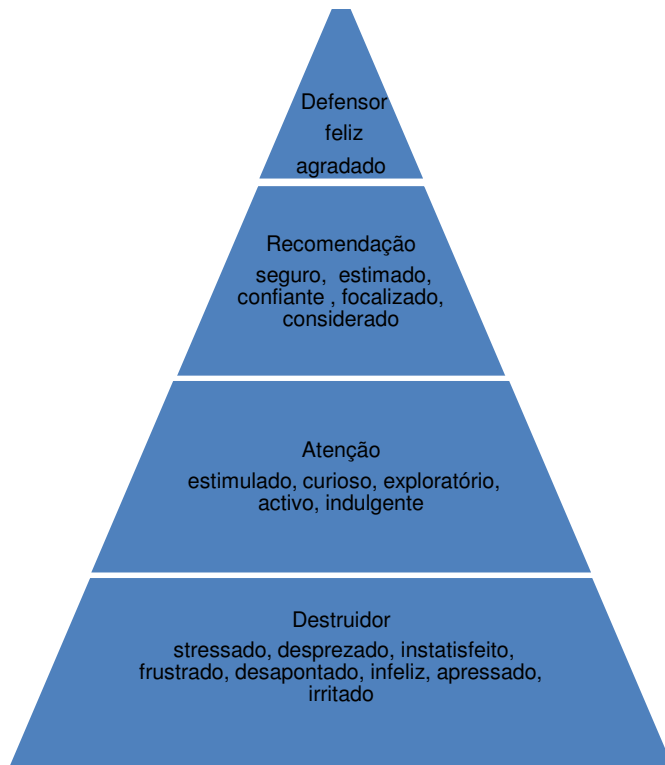 Defensor
feliz
agradado
Recomendação
seguro, estimado,
confiante , focalizado,
considerado
Atenção
estimulado, curioso, exploratório,
activo, indulgente
Destruidor
stressado, desprezado, instatisfeito,
frustrado, desapontado, infeliz, apressado,
irritado